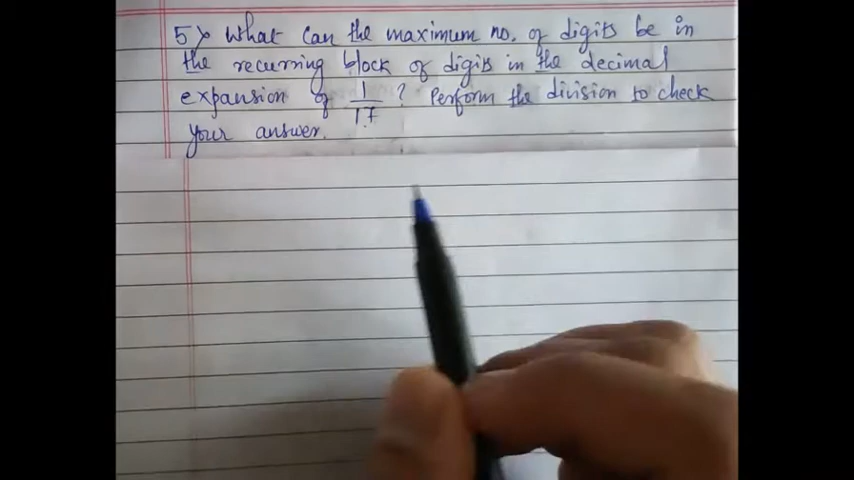 5) What can the maximum no. of digits be in
the recurring block of digits in the decimal
expansion of 1/17 ? Perform the division to check
your answer.